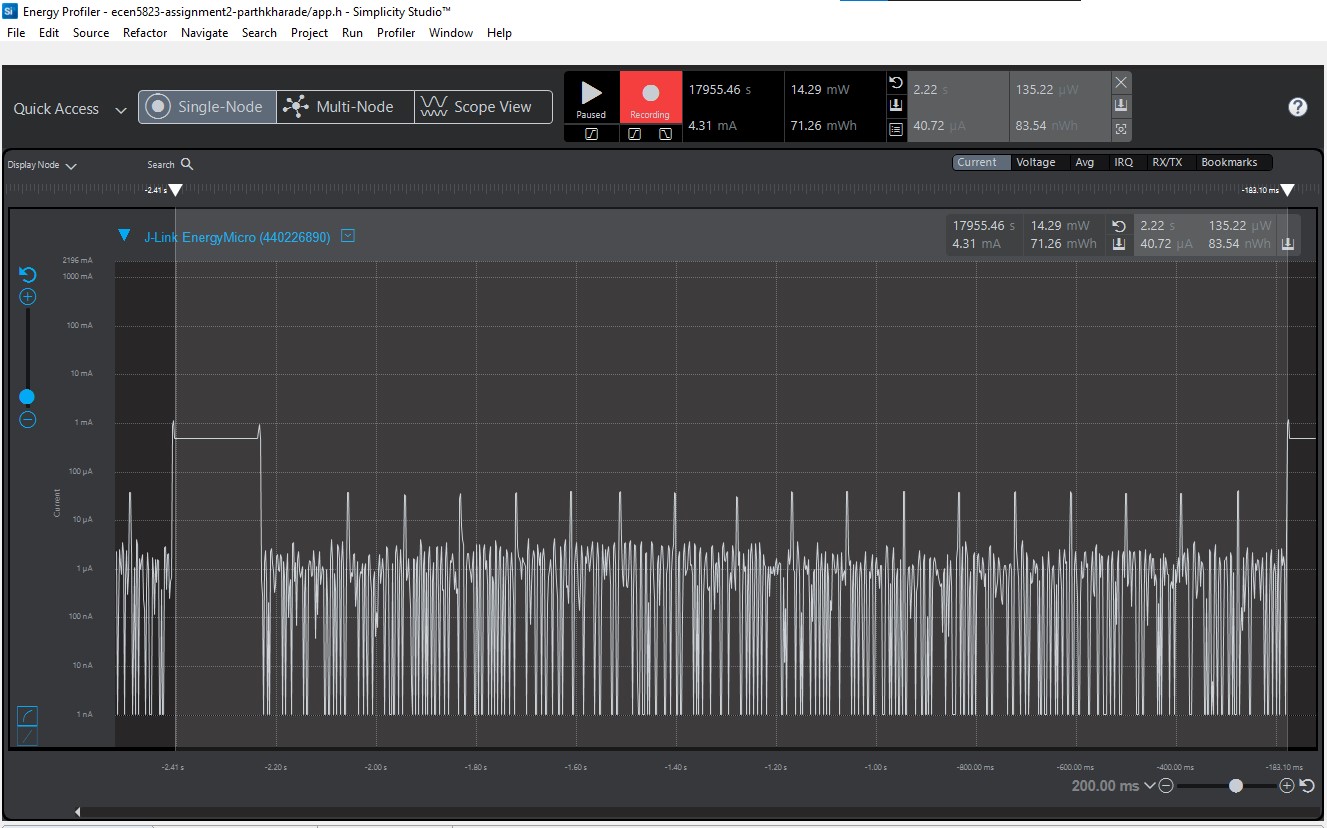 Si Energy Profiler - ecen5823-assignment2-parthkharade/app.h - Simplicity Studio™
File Edit Source Refactor Navigate Search Project Run Profiler Window Help
Quick Access Single-Node Multi-Node Scope View
Paused Recording
17955.46 s 14.29 mW 2.22 s 135.22 µW
4.31 mA 71.26 mWh 40.72 µA 83.54 nWh
?
Display Node Search Current Voltage Avg IRQ RX/TX Bookmarks
-2.41 s -183.10 ms
J-Link EnergyMicro (440226890)
17955.46 s 14.29 mW 2.22 s 135.22 µW
4.31 mA 71.26 mWh 40.72 µA 83.54 nWh
2196 mA
1000 mA
100 mA
10 mA
1 mA
100 µA
10 µA
1 µA
100 nA
10 nA
1 nA
Current
-2.41 s -2.20 s -2.00 s -1.80 s -1.60 s -1.40 s -1.20 s -1.00 s -800.00 ms -600.00 ms -400.00 ms -183.10 ms
200.00 ms